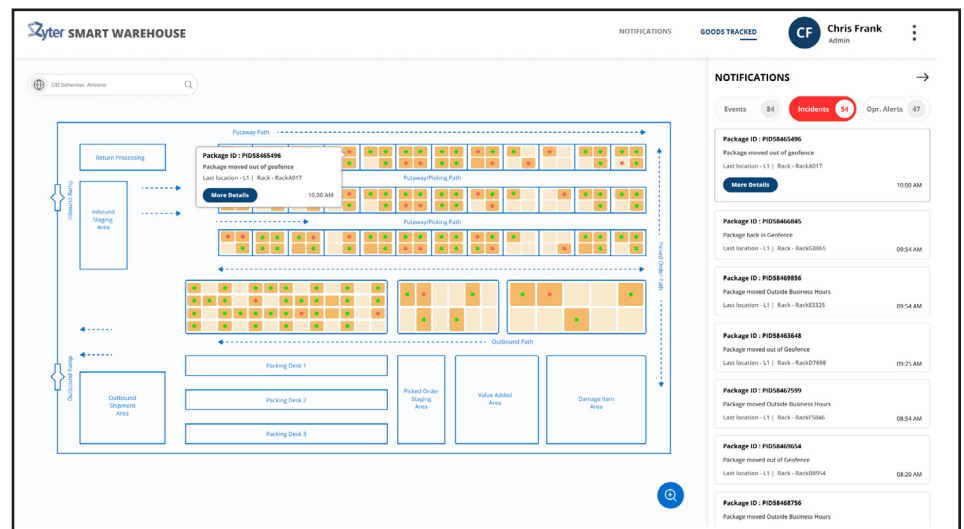 Zyter SMART WAREHOUSE
NOTIFICATIONS
GOODS TRACKED
CF
Chris Frank
Admin
DB Schenker, Arizona
Putaway Path
Return Processing
Package ID : PID58465496
Package moved out of geofence
Last location - L1 | Rack - RackA017
More Details
10.00 AM
Putaway/Picking Path
Inbound Ramp
Inbound
Staging
Area
Putaway/Picking Path
Picked Order Path
Outbound Path
Outbound Ramp
Outbound
Shipment
Area
Packing Desk 1
Packing Desk 2
Packing Desk 3
Picked Order
Staging
Area
Value Added
Area
Damage Item
Area
NOTIFICATIONS
Events 84
Incidents 54
Opr. Alerts 47
Package ID : PID58465496
Package moved out of geofence
Last location - L1 | Rack - RackA017
More Details
10:00 AM
Package ID : PID58466845
Package back in Geofence
Last location - L1 | Rack - RackG8065
09:54 AM
Package ID : PID58469856
Package moved Outside Business Hours
Last location - L1 | Rack - RackE3325
09:54 AM
Package ID : PID58463648
Package moved out of Geofence
Last location - L1 | Rack - RackD7698
09:25 AM
Package ID : PID58467599
Package moved Outside Business Hours
Last location - L1 | Rack - RackF5846
08:54 AM
Package ID : PID58469654
Package moved out of Geofence
Last location - L1 | Rack - RackB8954
08:20 AM
Package ID : PID58468756
Package moved Outside Business Hours